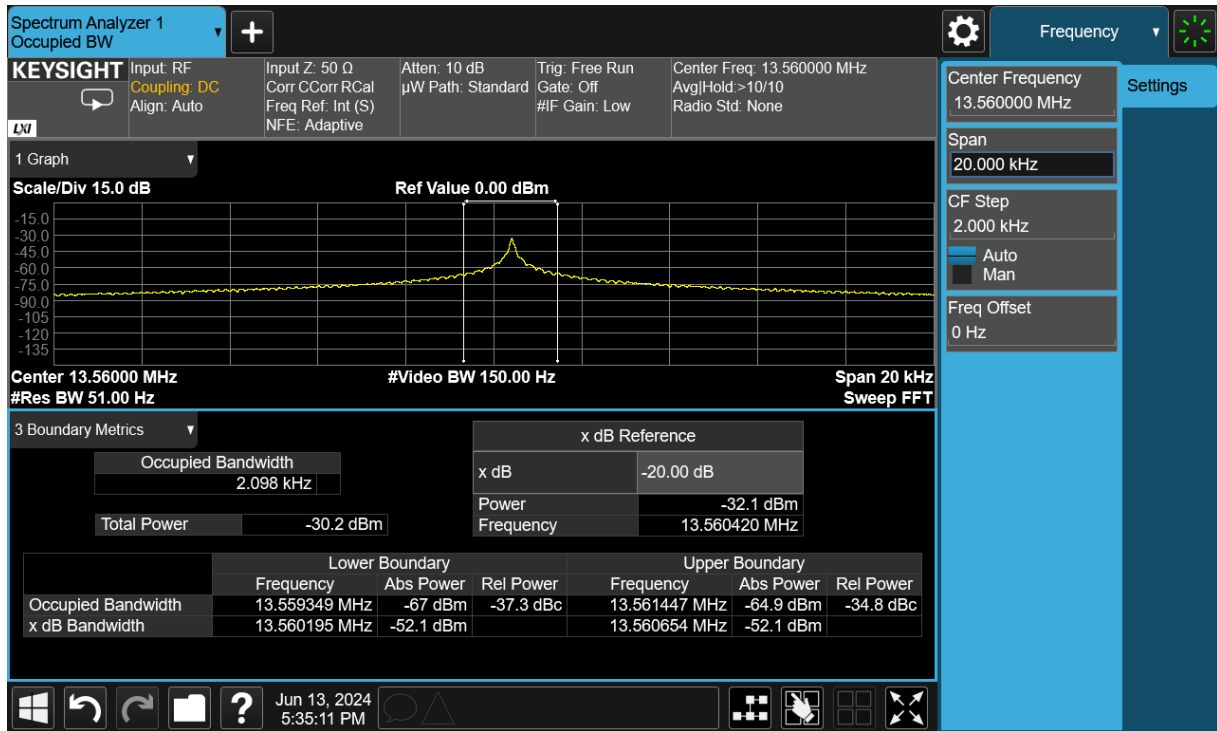 Spectrum Analyzer 1
Occupied BW
Frequency
KEYSIGHT
LXI
Input: RF
Coupling: DC
Align: Auto
Input Z: 50 Ω
Corr CCorr RCal
Freq Ref: Int (S)
NFE: Adaptive
Atten: 10 dB
µW Path: Standard
Trig: Free Run
Gate: Off
#IF Gain: Low
Center Freq: 13.560000 MHz
Avg|Hold:>10/10
Radio Std: None
Center Frequency
13.560000 MHz
Settings
Span
20.000 kHz
CF Step
2.000 kHz
Auto
Man
Freq Offset
0 Hz
1 Graph
Scale/Div 15.0 dB
Ref Value 0.00 dBm
-15.0
-30.0
-45.0
-60.0
-75.0
-90.0
-105
-120
-135
Center 13.56000 MHz
#Video BW 150.00 Hz
Span 20 kHz
#Res BW 51.00 Hz
Sweep FFT
3 Boundary Metrics
Occupied Bandwidth
2.098 kHz
Total Power -30.2 dBm
x dB Reference
x dB -20.00 dB
Power -32.1 dBm
Frequency 13.560420 MHz
Lower Boundary Upper Boundary
Frequency Abs Power Rel Power Frequency Abs Power Rel Power
Occupied Bandwidth 13.559349 MHz -67 dBm -37.3 dBc 13.561447 MHz -64.9 dBm -34.8 dBc
x dB Bandwidth 13.560195 MHz -52.1 dBm 13.560654 MHz -52.1 dBm
?
Jun 13, 2024
5:35:11 PM